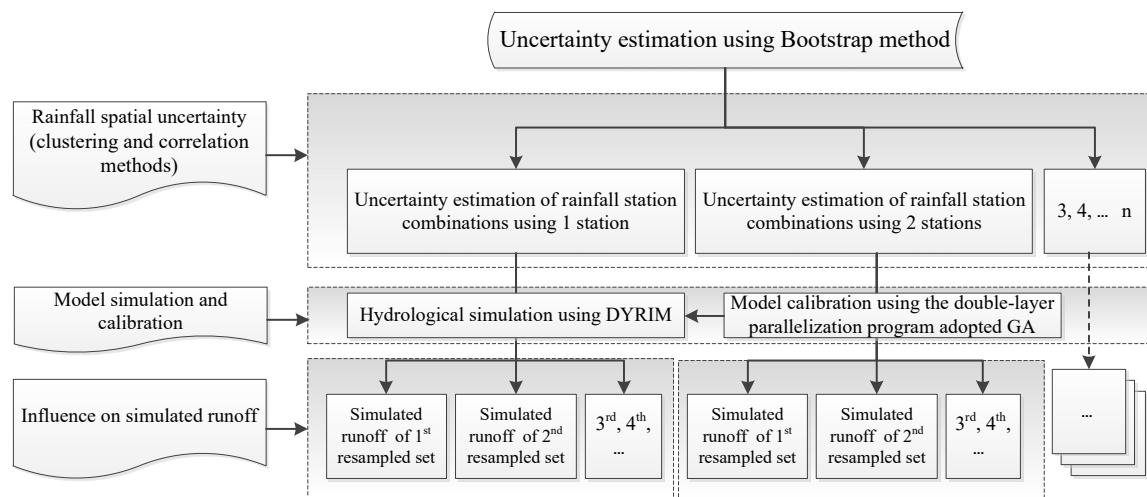 Uncertainty estimation using Bootstrap method
Rainfall spatial uncertainty
(clustering and correlation
methods)
Uncertainty estimation of rainfall station
combinations using 1 station
Uncertainty estimation of rainfall station
combinations using 2 stations
3, 4, ... n
Model simulation and
calibration
Hydrological simulation using DYRIM
Model calibration using the double-layer
parallelization program adopted GA
Influence on simulated runoff
Simulated
runoff of 1st
resampled set
Simulated
runoff of 2nd
resampled set
3rd, 4th,
...
Simulated
runoff of 1st
resampled set
Simulated
runoff of 2nd
resampled set
3rd, 4th,
...
...